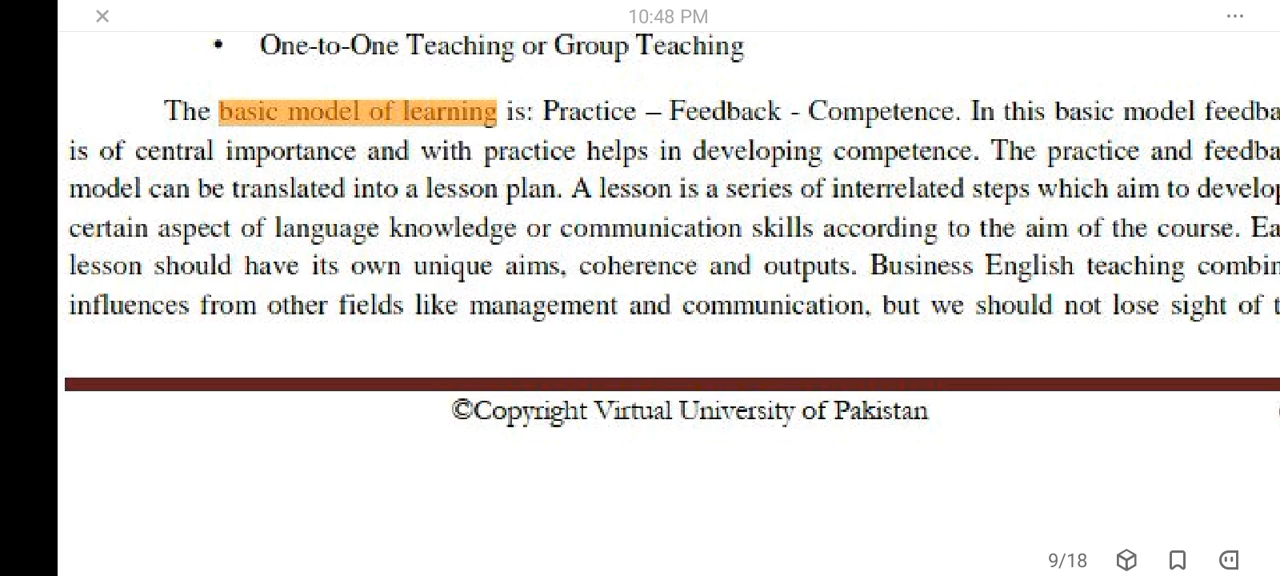 10:48 PM
• One-to-One Teaching or Group Teaching
The basic model of learning is: Practice – Feedback - Competence. In this basic model feedba
is of central importance and with practice helps in developing competence. The practice and feedba
model can be translated into a lesson plan. A lesson is a series of interrelated steps which aim to develop
certain aspect of language knowledge or communication skills according to the aim of the course. Ea
lesson should have its own unique aims, coherence and outputs. Business English teaching combin
influences from other fields like management and communication, but we should not lose sight of t
©Copyright Virtual University of Pakistan
9/18